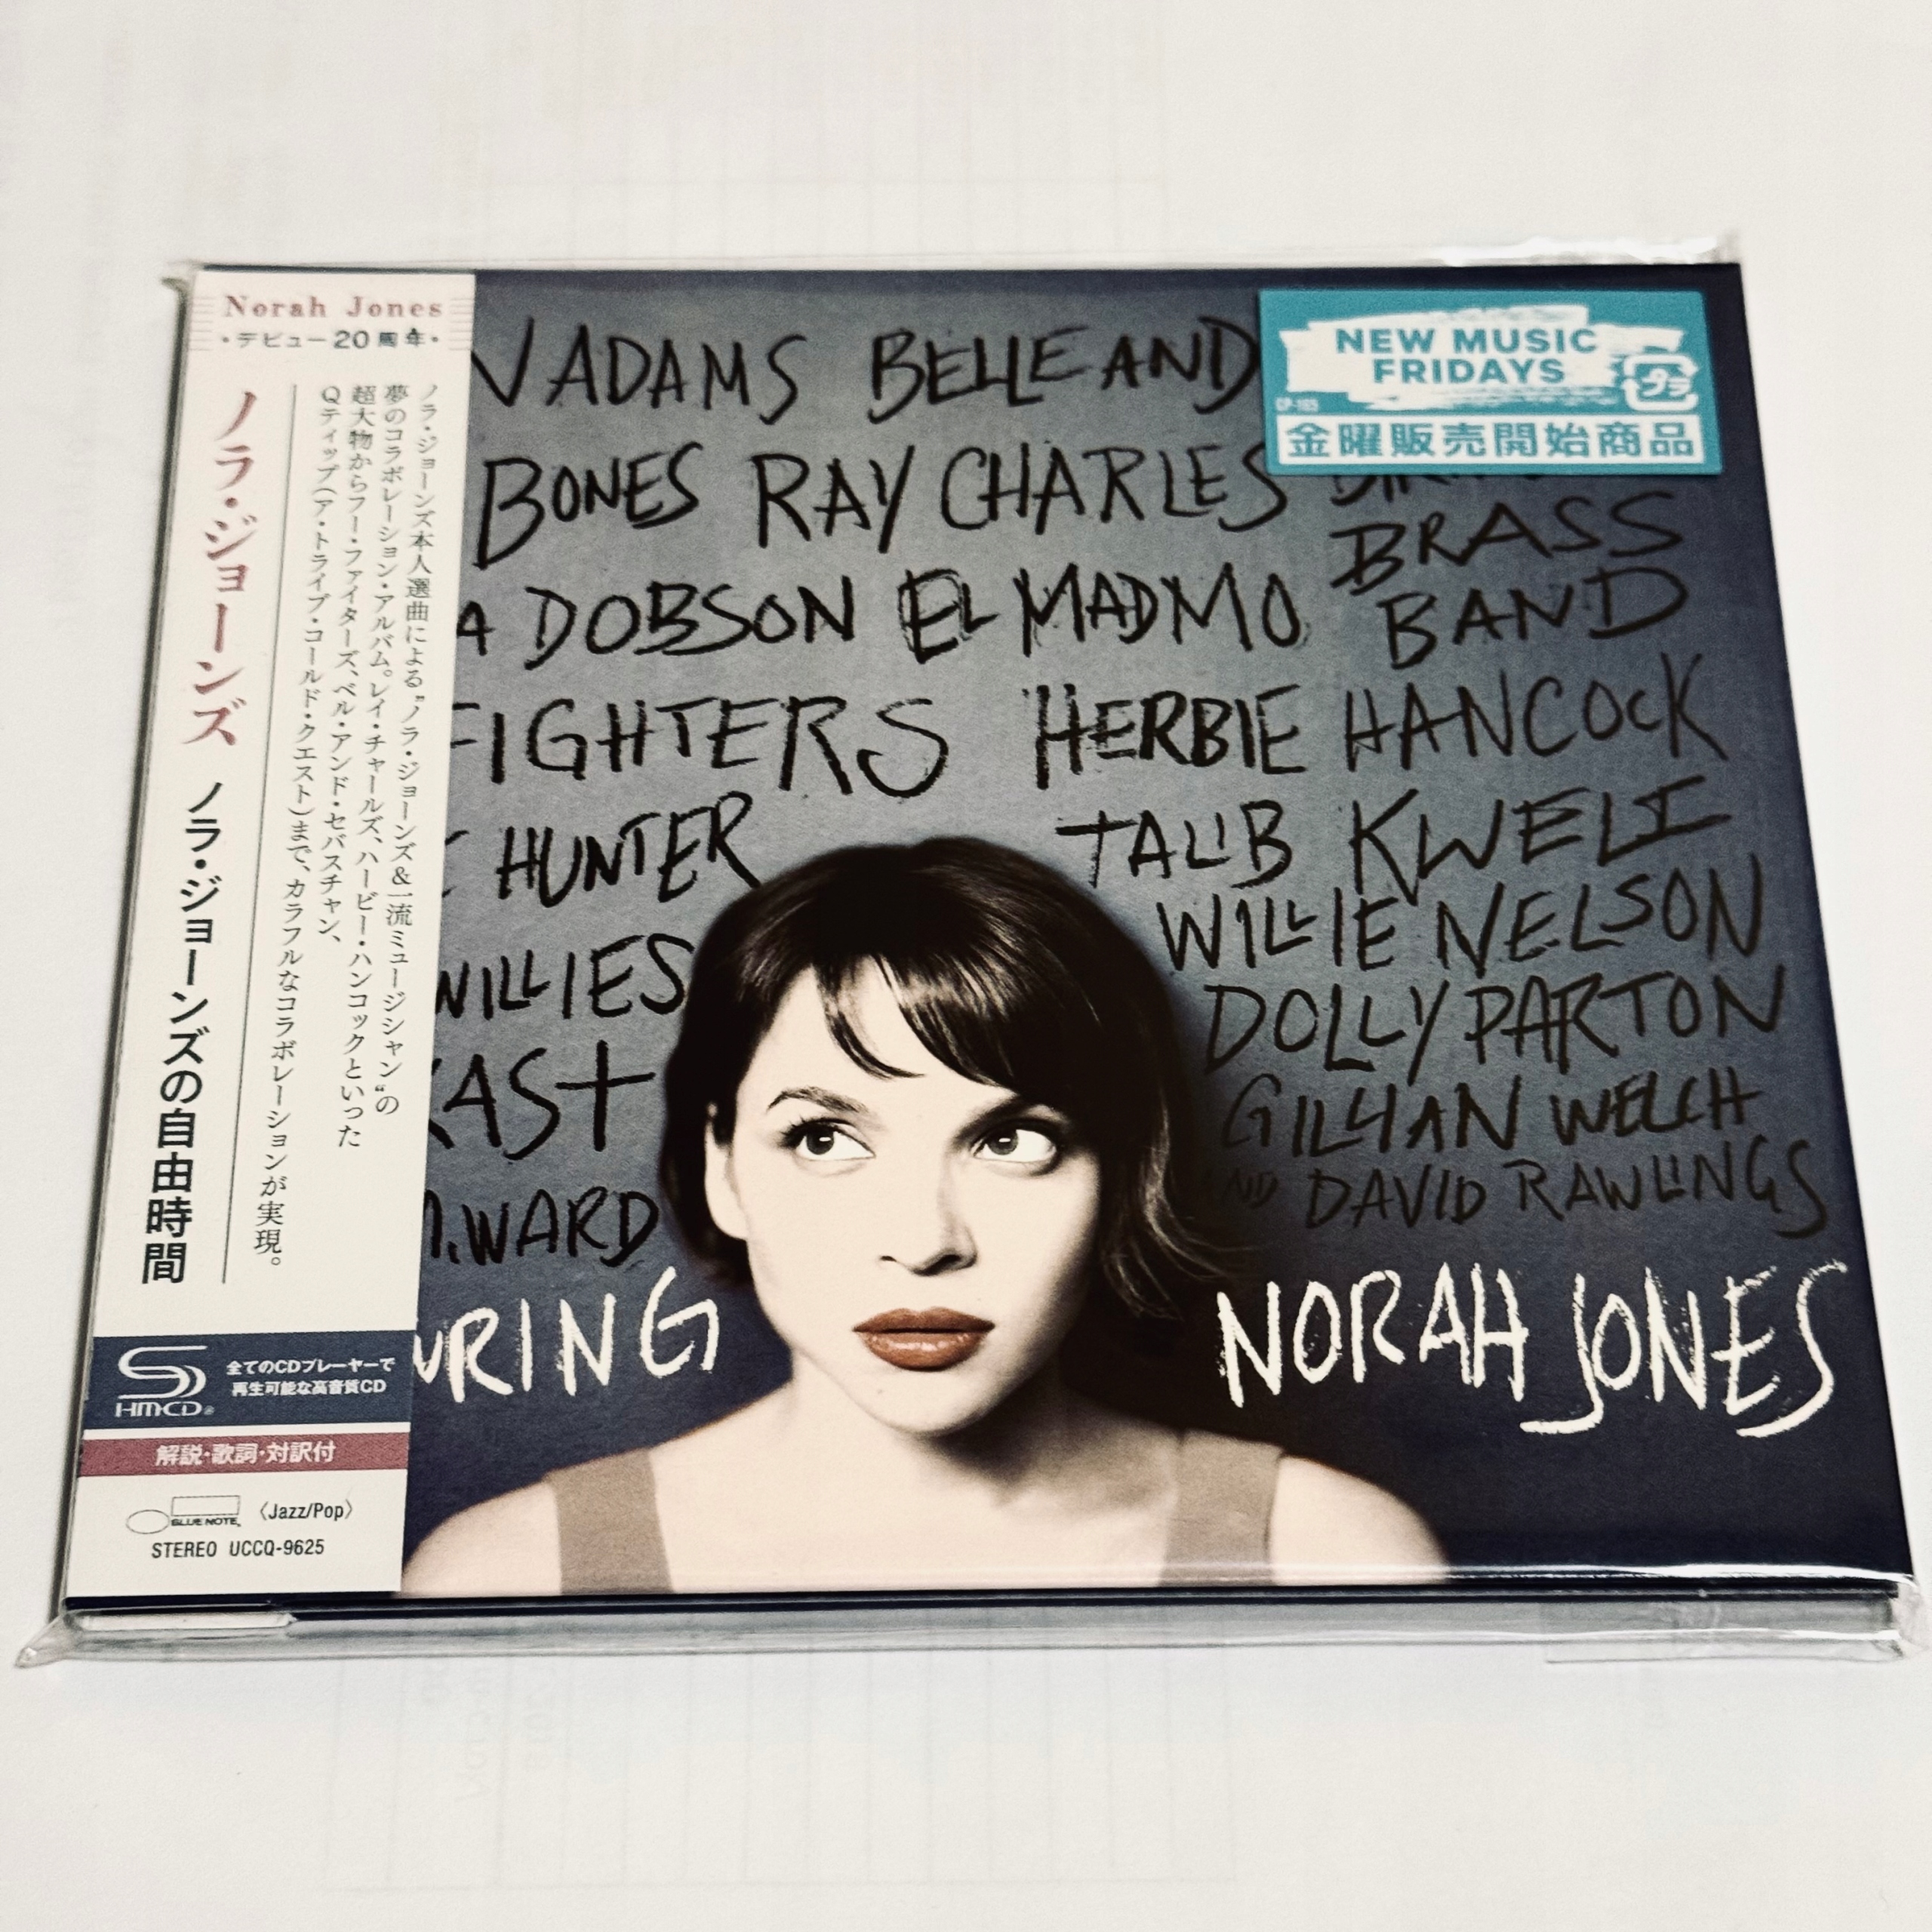 Norah Jones
・デビュー20周年・
ノラ・ジョーンズ ノラ・ジョーンズの自由時間
ノラ・ジョーンズ本人選曲による”ノラ・ジョーンズ&一流ミュージシャン“の
夢のコラボレーション・アルバム。レイ・チャールズ、ハービー・ハンコックといった
超大物からフー・ファイターズ、ベル・アンド・セバスチャン、
Qティップ(ア・トライブ・コールド・クエスト)まで、カラフルなコラボレーションが実現。
SHM-CD
全てのCDプレーヤーで
再生可能な高音質CD
解説・歌詞・対訳付
BLUE NOTE 〈Jazz/Pop〉
STEREO UCCQ-9625
NEW MUSIC
FRIDAYS
CP-165
金曜販売開始商品
N ADAMS BELLE AND
BONES RAY CHARLES
BRASS
A DOBSON EL MADMO
BAND
FIGHTERS HERBIE HANCOCK
HUNTER TALIB KWELI
WILLIE NELSON
WILLIES
DOLLY PARTON
KAST
GILLIAN WELCH
AND DAVID RAWLINGS
M.WARD
URING NORAH JONES